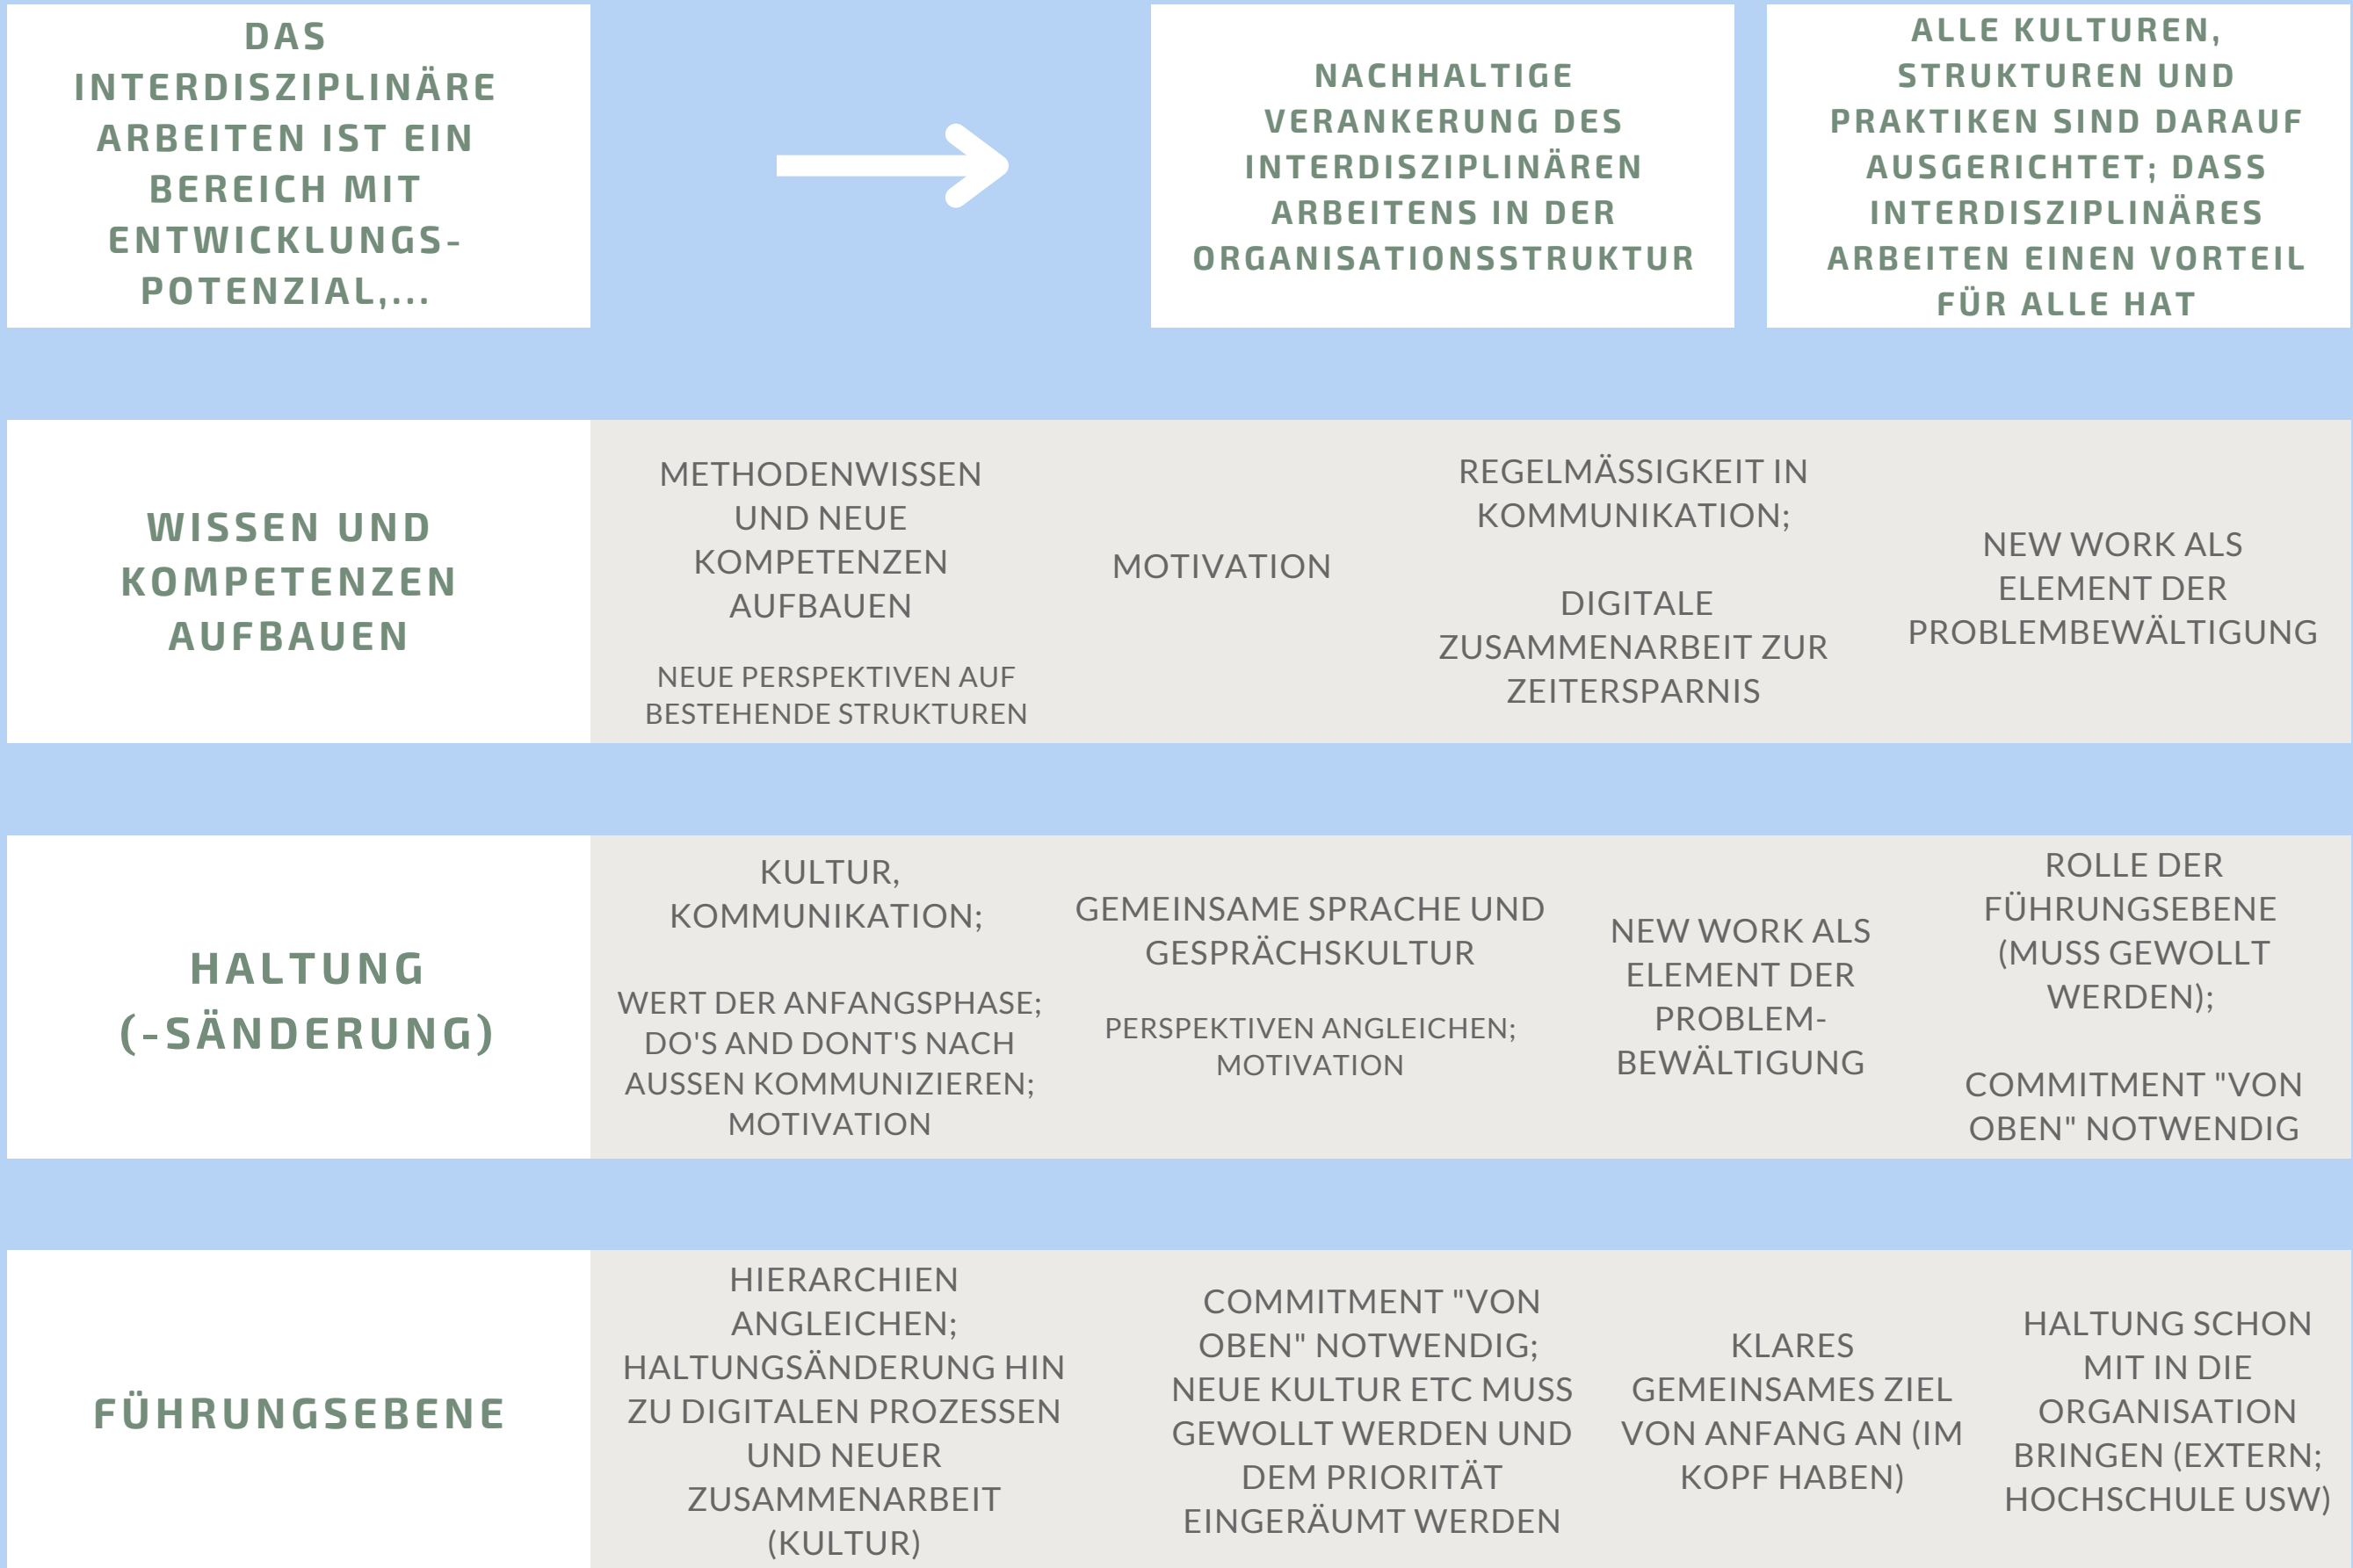 DAS
INTERDISZIPLINÄRE
ARBEITEN IST EIN
BEREICH MIT
ENTWICKLUNGS-
POTENZIAL,...
NACHHALTIGE
VERANKERUNG DES
INTERDISZIPLINÄREN
ARBEITENS IN DER
ORGANISATIONSSTRUKTUR
ALLE KULTUREN,
STRUKTUREN UND
PRAKTIKEN SIND DARAUF
AUSGERICHTET; DASS
INTERDISZIPLINÄRES
ARBEITEN EINEN VORTEIL
FÜR ALLE HAT
WISSEN UND
KOMPETENZEN
AUFBAUEN
METHODENWISSEN
UND NEUE
KOMPETENZEN
AUFBAUEN
NEUE PERSPEKTIVEN AUF
BESTEHENDE STRUKTUREN
MOTIVATION
REGELMÄSSIGKEIT IN
KOMMUNIKATION;
DIGITALE
ZUSAMMENARBEIT ZUR
ZEITERSPARNIS
NEW WORK ALS
ELEMENT DER
PROBLEMBEWÄLTIGUNG
HALTUNG
(-SÄNDERUNG)
KULTUR,
KOMMUNIKATION;
WERT DER ANFANGSPHASE;
DO'S AND DONT'S NACH
AUSSEN KOMMUNIZIEREN;
MOTIVATION
GEMEINSAME SPRACHE UND
GESPRÄCHSKULTUR
PERSPEKTIVEN ANGLEICHEN;
MOTIVATION
NEW WORK ALS
ELEMENT DER
PROBLEM-
BEWÄLTIGUNG
ROLLE DER
FÜHRUNGSEBENE
(MUSS GEWOLLT
WERDEN);
COMMITMENT "VON
OBEN" NOTWENDIG
FÜHRUNGSEBENE
HIERARCHIEN
ANGLEICHEN;
HALTUNGSÄNDERUNG HIN
ZU DIGITALEN PROZESSEN
UND NEUER
ZUSAMMENARBEIT
(KULTUR)
COMMITMENT "VON
OBEN" NOTWENDIG;
NEUE KULTUR ETC MUSS
GEWOLLT WERDEN UND
DEM PRIORITÄT
EINGERÄUMT WERDEN
KLARES
GEMEINSAMES ZIEL
VON ANFANG AN (IM
KOPF HABEN)
HALTUNG SCHON
MIT IN DIE
ORGANISATION
BRINGEN (EXTERN;
HOCHSCHULE USW)